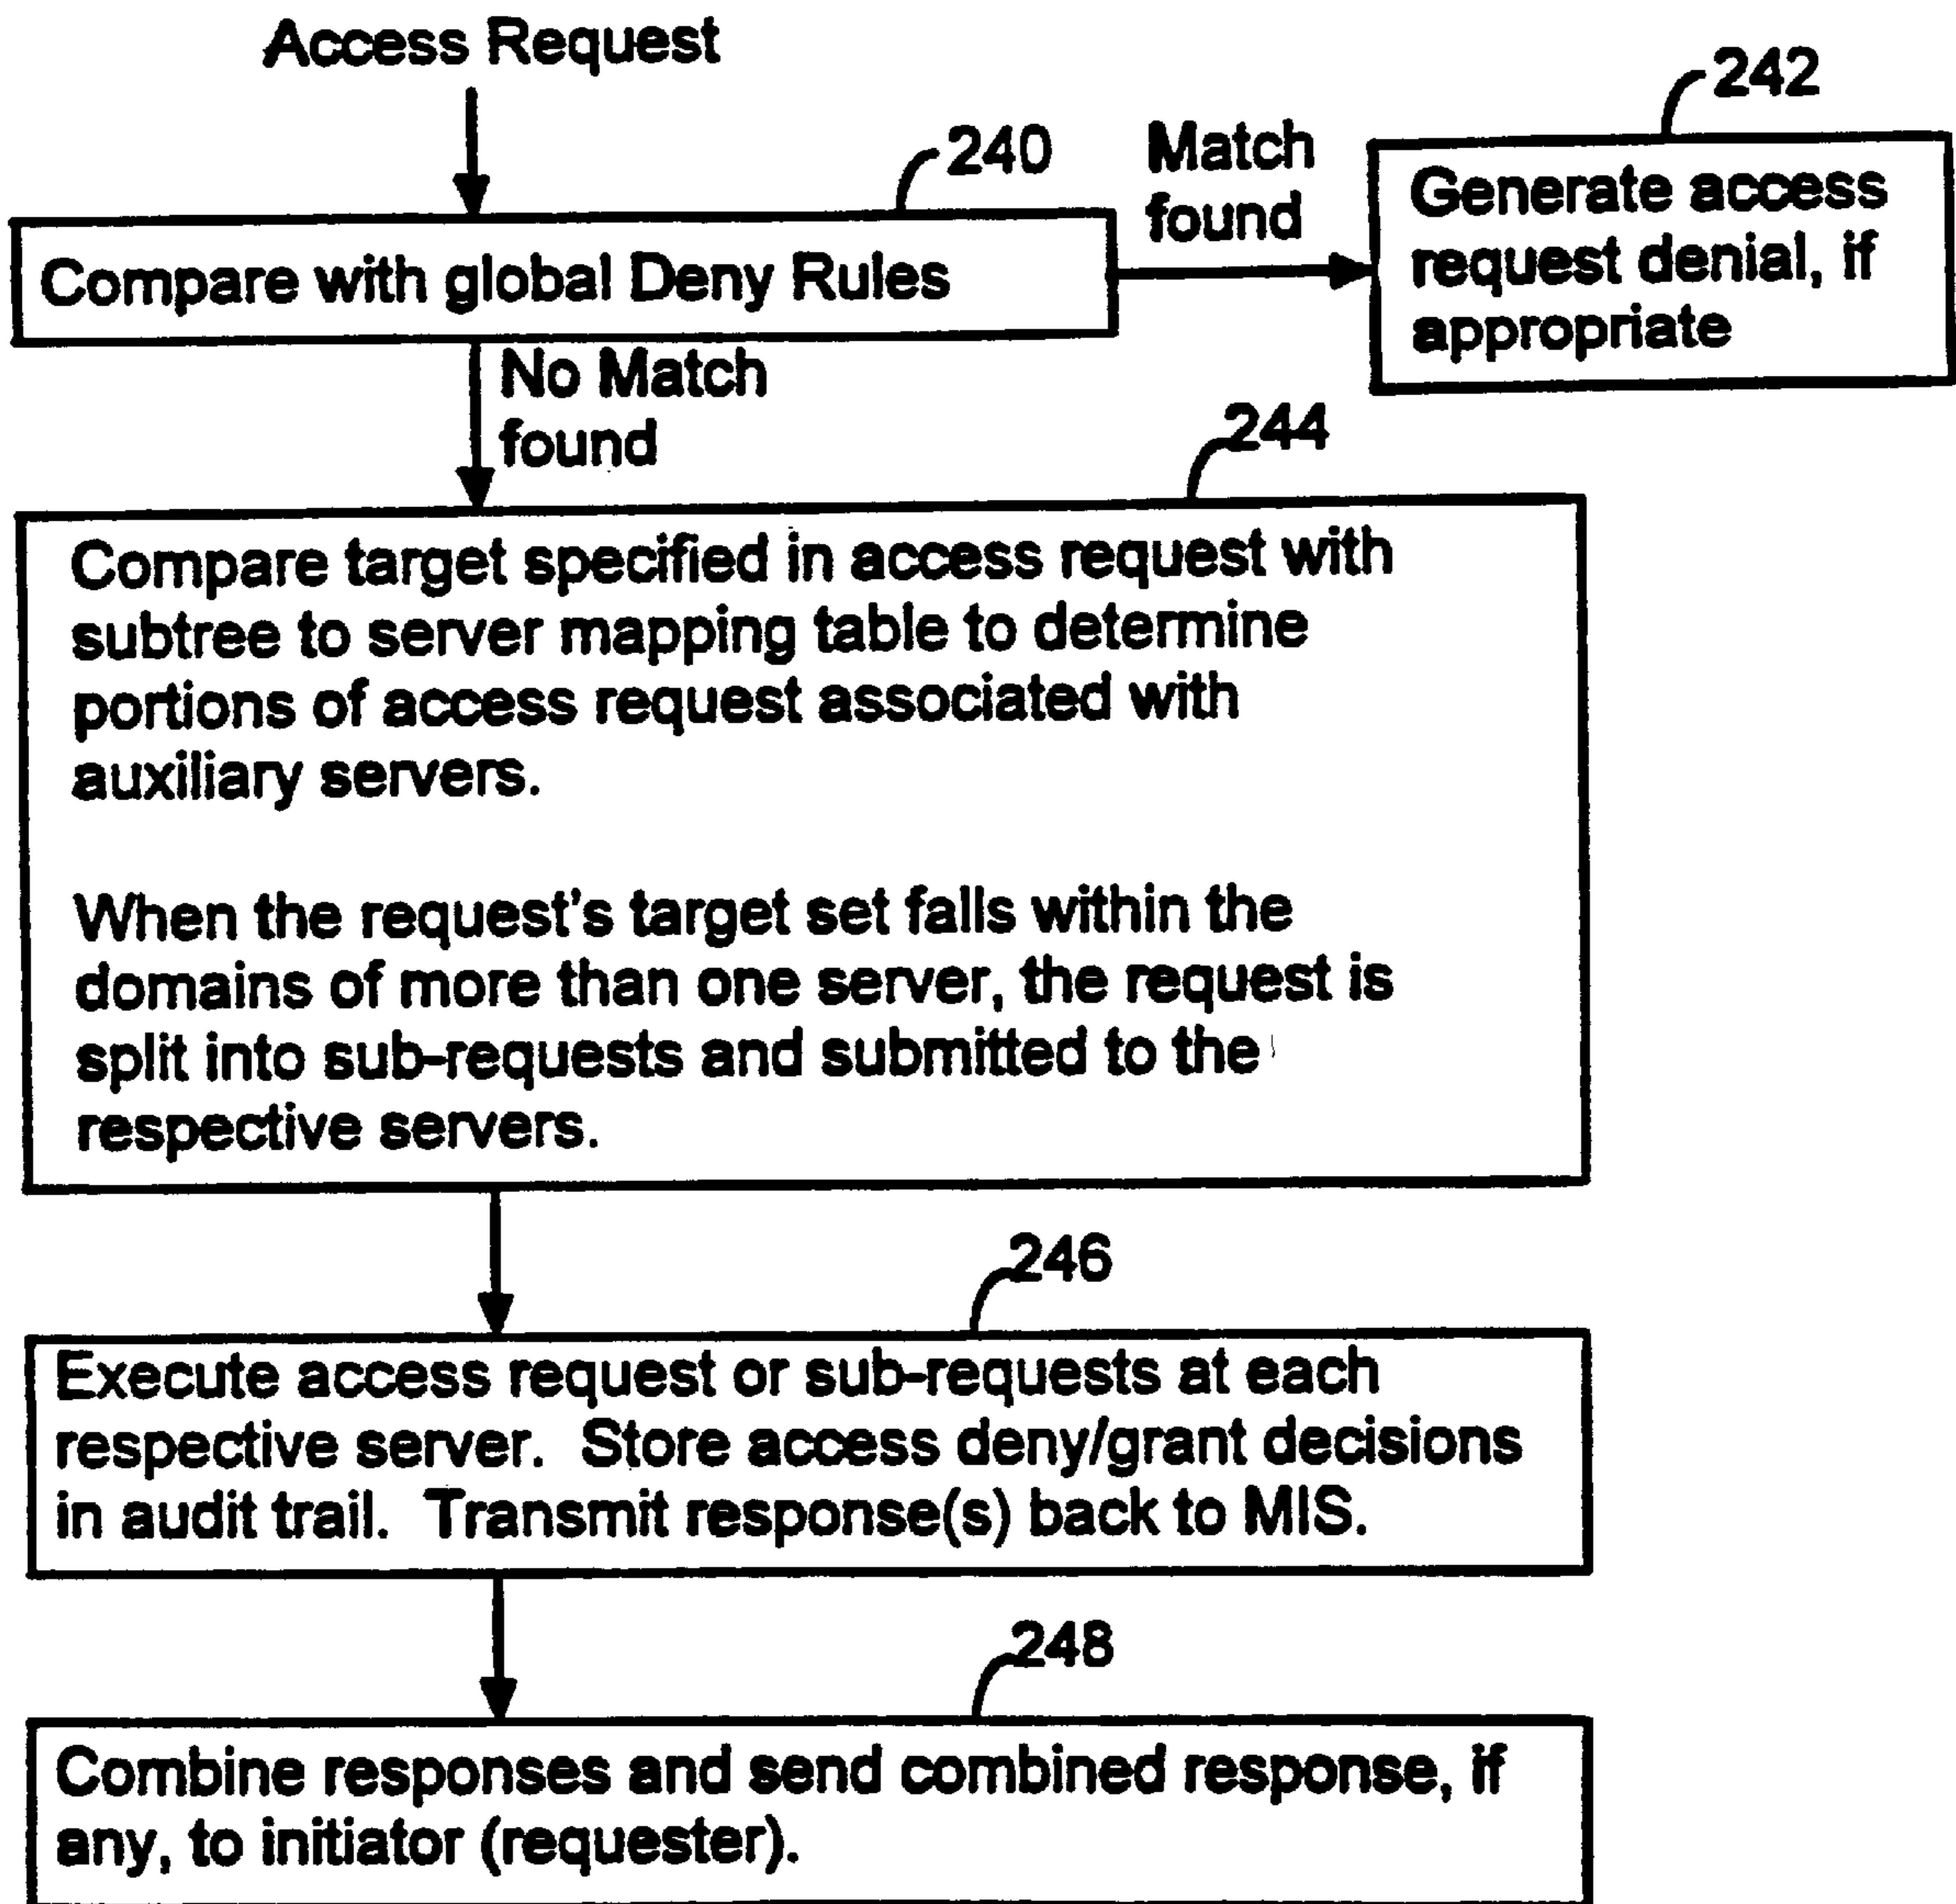 Access Request
242
240
Match
found
Generate access
request denial, if
appropriate
Compare with global Deny Rules
No Match
found
244
Compare target specified in access request with
subtree to server mapping table to determine
portions of access request associated with
auxiliary servers.
When the request's target set falls within the
domains of more than one server, the request is
split into sub-requests and submitted to the
respective servers.
246
Execute access request or sub-requests at each
respective server. Store access deny/grant decisions
in audit trail. Transmit response(s) back to MIS.
248
Combine responses and send combined response, if
any, to initiator (requester).